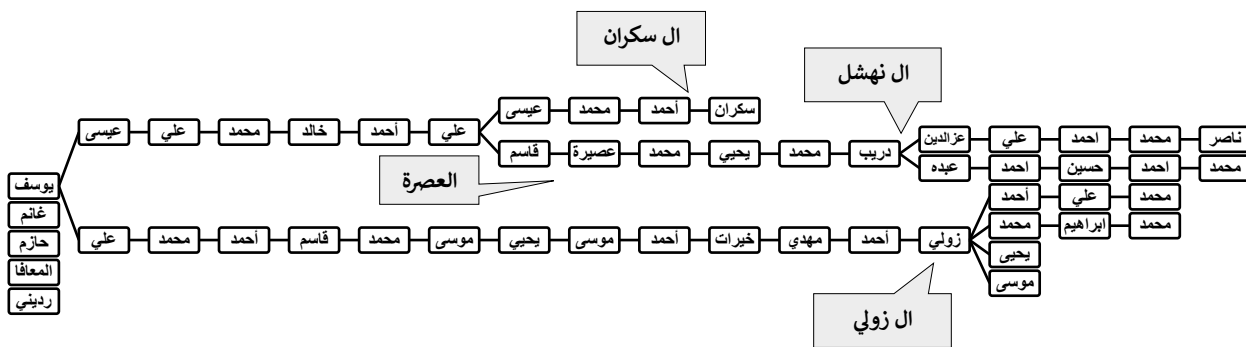 ال سكران
ال نهشل
عيسى محمد أحمد سكران
عيسى علي محمد خالد أحمد علي
عزالدين علي احمد محمد ناصر
قاسم عصيرة محمد يحيي محمد دريب
عبده احمد حسين احمد محمد
العصرة
يوسف
أحمد علي محمد
غانم
محمد ابراهيم محمد
علي محمد أحمد قاسم محمد موسى يحيي موسى أحمد خيرات مهدي أحمد زولي
حازم
يحيى
المعافا
موسى
رديني
ال زولي